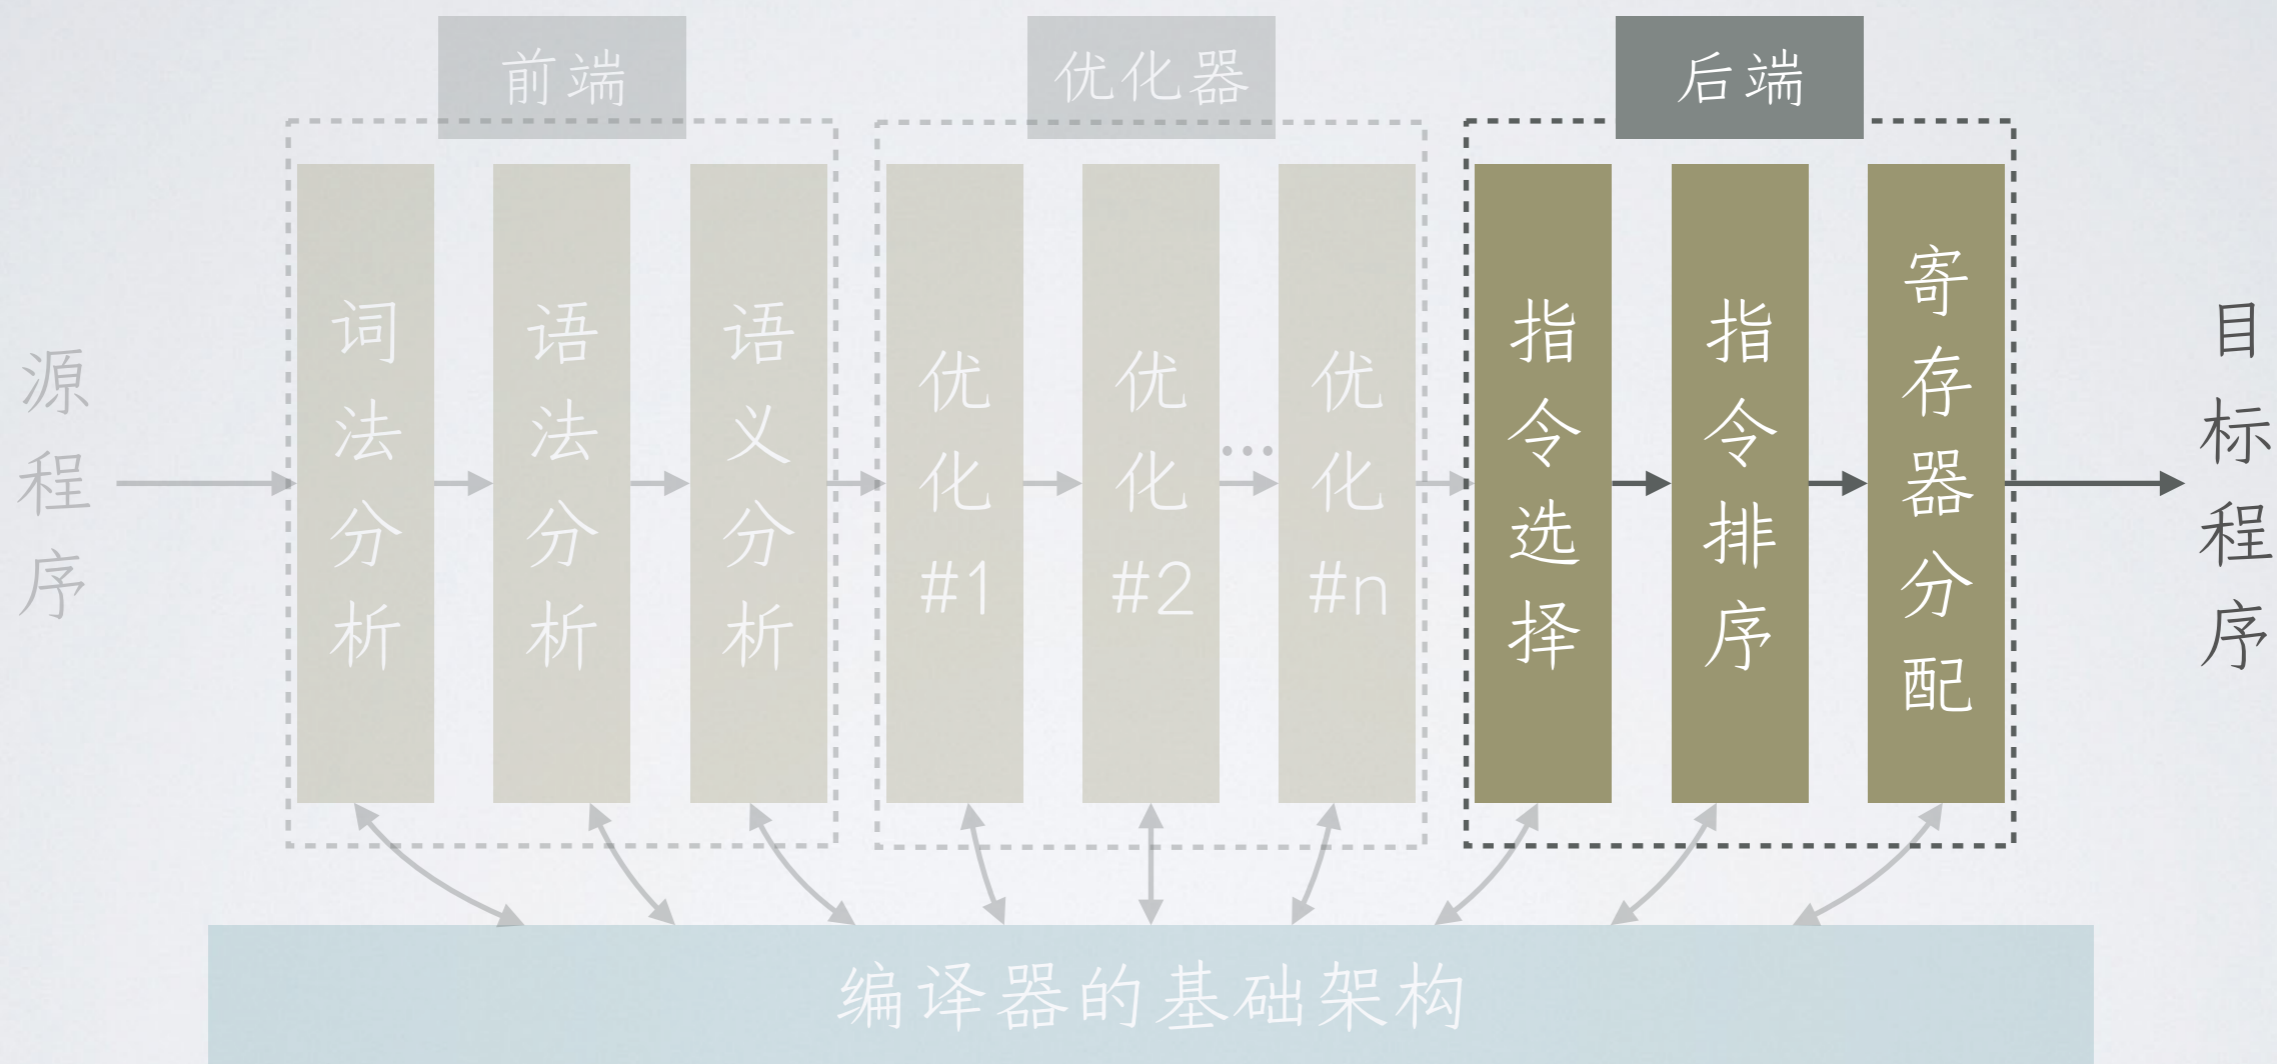 前端
优化器
后端
源程序
词法分析
语法分析
语义分析
优化#1
优化#2
...
优化#n
指令选择
指令排序
寄存器分配
目标程序
编译器的基础架构